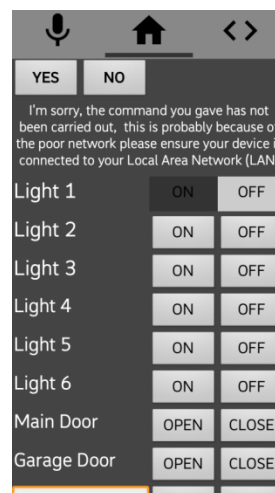 YES NO
I'm sorry, the command you gave has not
been carried out, this is probably because of
the poor network please ensure your device i
connected to your Local Area Network (LAN
Light 1 ON OFF
Light 2 ON OFF
Light 3 ON OFF
Light 4 ON OFF
Light 5 ON OFF
Light 6 ON OFF
Main Door OPEN CLOSE
Garage Door OPEN CLOSE